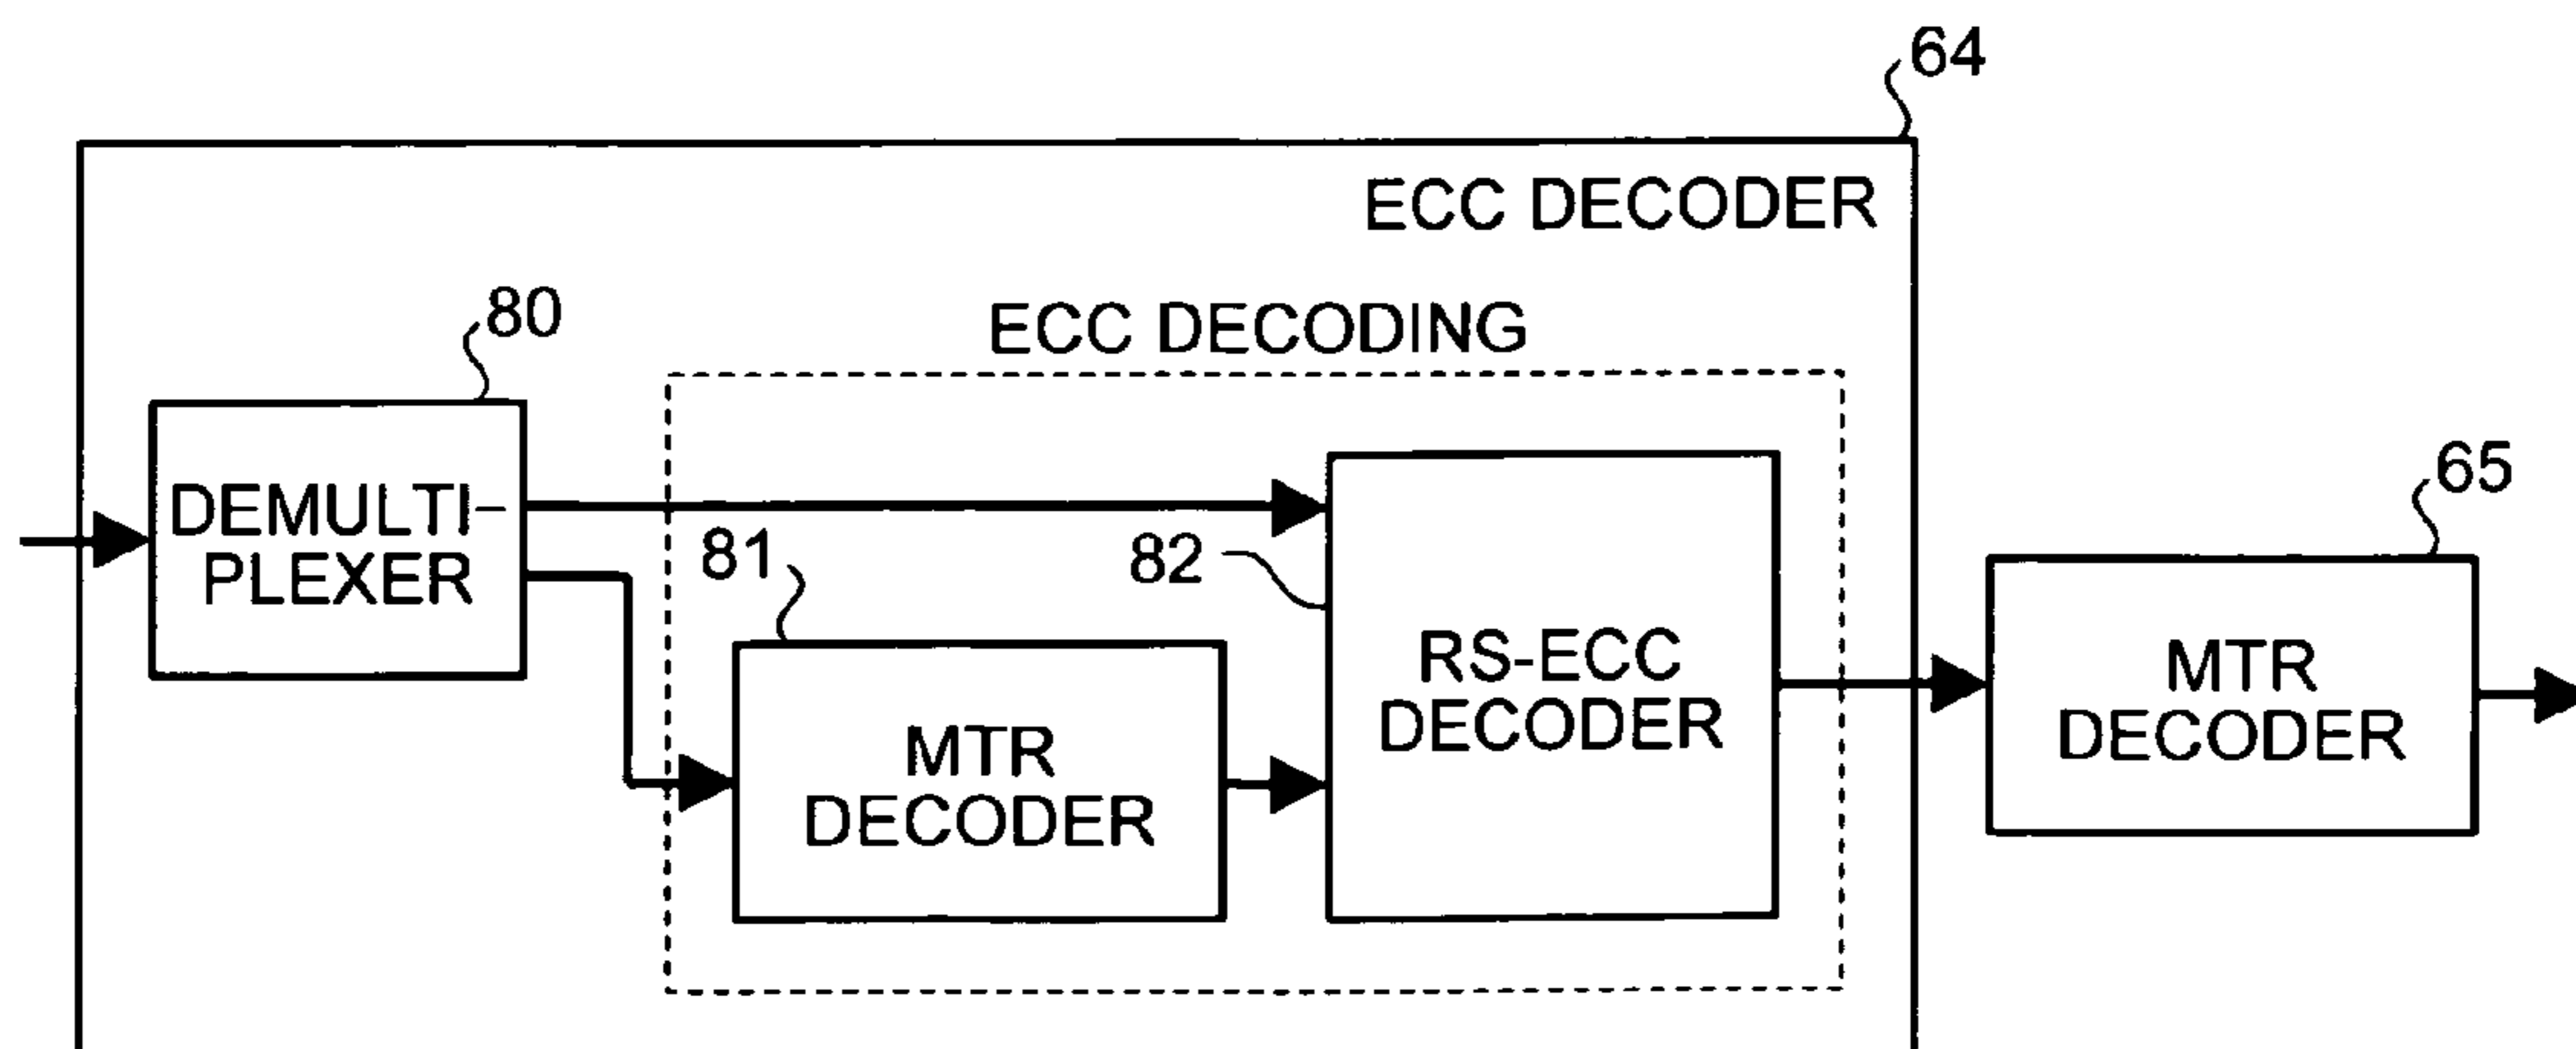 64
ECC DECODER
80
ECC DECODING
DEMULTI-
PLEXER
81
82
65
MTR
DECODER
RS-ECC
DECODER
MTR
DECODER